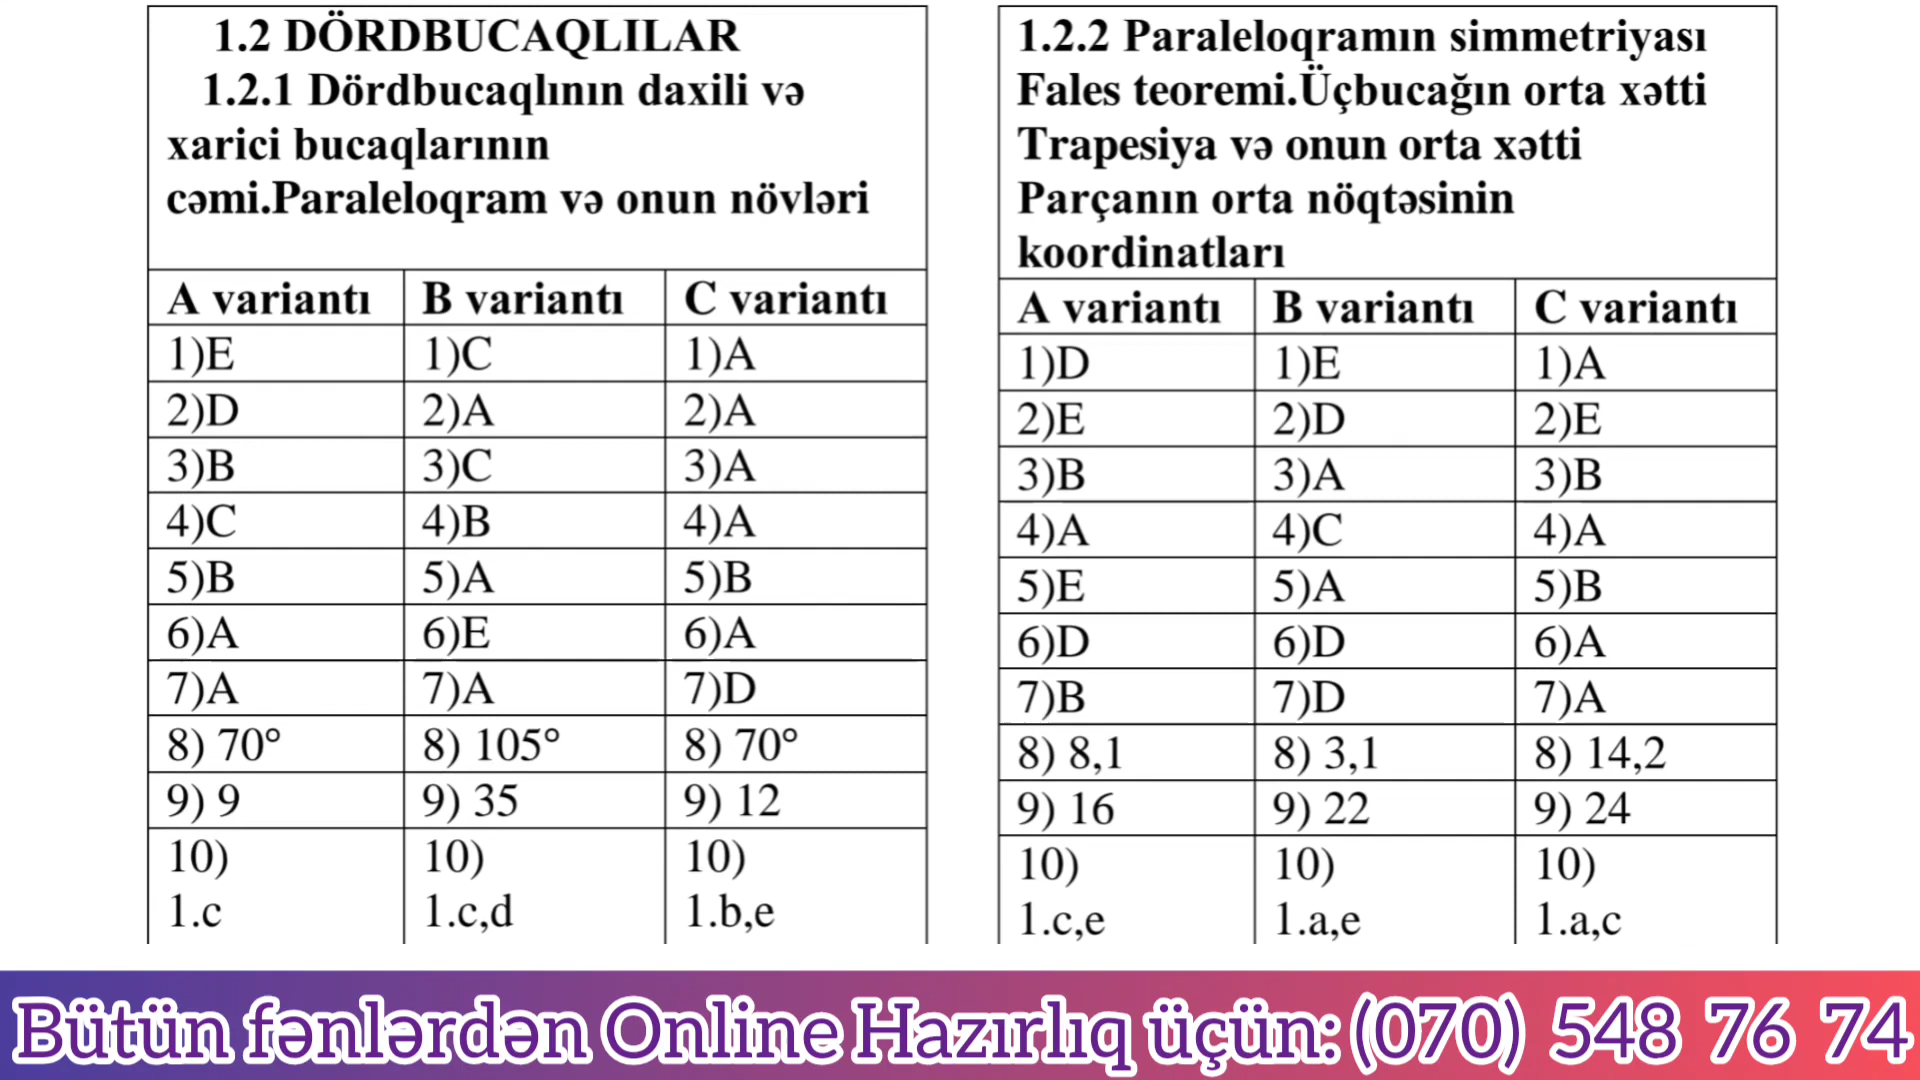 1.2 DÖRDBUCAQLILAR
1.2.1 Dördbucaqlının daxili və
xarici bucaqlarının
cəmi.Paraleloqram və onun növləri
A variantı B variantı C variantı
1)E 1)C 1)A
2)D 2)A 2)A
3)B 3)C 3)A
4)C 4)B 4)A
5)B 5)A 5)B
6)A 6)E 6)A
7)A 7)A 7)D
8) 70° 8) 105° 8) 70°
9) 9 9) 35 9) 12
10) 10) 10)
1.c 1.c,d 1.b,e
1.2.2 Paraleloqramın simmetriyası
Fales teoremi.Üçbucağın orta xətti
Trapesiya və onun orta xətti
Parçanın orta nöqtəsinin
koordinatları
A variantı B variantı C variantı
1)D 1)E 1)A
2)E 2)D 2)E
3)B 3)A 3)B
4)A 4)C 4)A
5)E 5)A 5)B
6)D 6)D 6)A
7)B 7)D 7)A
8) 8,1 8) 3,1 8) 14,2
9) 16 9) 22 9) 24
10) 10) 10)
1.c,e 1.a,e 1.a,c
Bütün fənlərdən Online Hazırlıq üçün: (070) 548 76 74